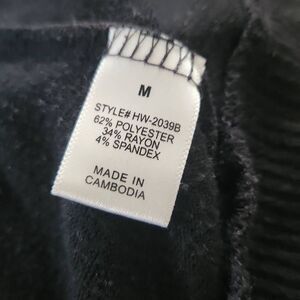 M
STYLE# HW-2039B
62% POLYESTER
34% RAYON
4% SPANDEX
MADE IN
CAMBODIA